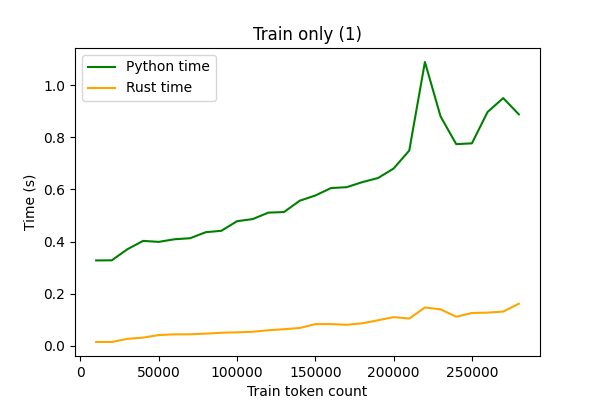 Train only (1)
Python time
Rust time
Time (s)
1.0
0.8
0.6
0.4
0.2
0.0
0 50000 100000 150000 200000 250000
Train token count